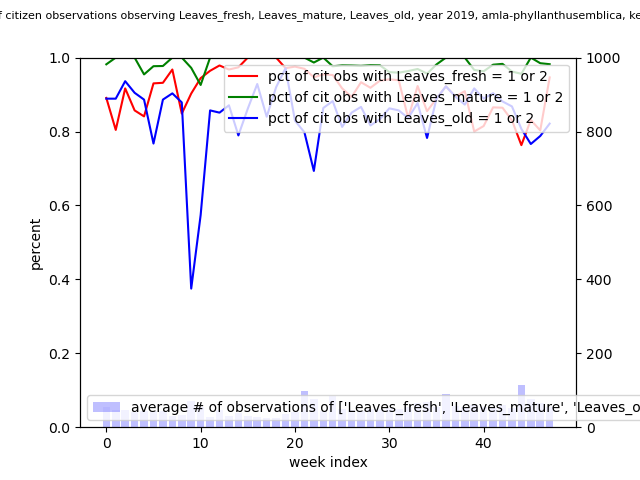 f citizen observations observing Leaves_fresh, Leaves_mature, Leaves_old, year 2019, amla-phyllanthusemblica, ke
1.0 1000
pct of cit obs with Leaves_fresh = 1 or 2
pct of cit obs with Leaves_mature = 1 or 2
pct of cit obs with Leaves_old = 1 or 2
0.8 800
0.6 600
percent
0.4 400
0.2 200
average # of observations of ['Leaves_fresh', 'Leaves_mature', 'Leaves_o
0.0 0
0 10 20 30 40
week index